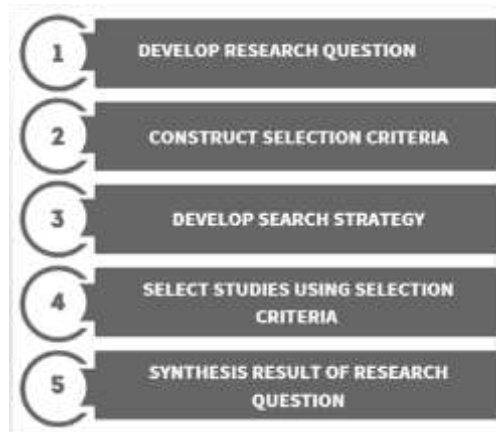 1 DEVELOP RESEARCH QUESTION
2 CONSTRUCT SELECTION CRITERIA
3 DEVELOP SEARCH STRATEGY
4 SELECT STUDIES USING SELECTION
CRITERIA
5 SYNTHESIS RESULT OF RESEARCH
QUESTION